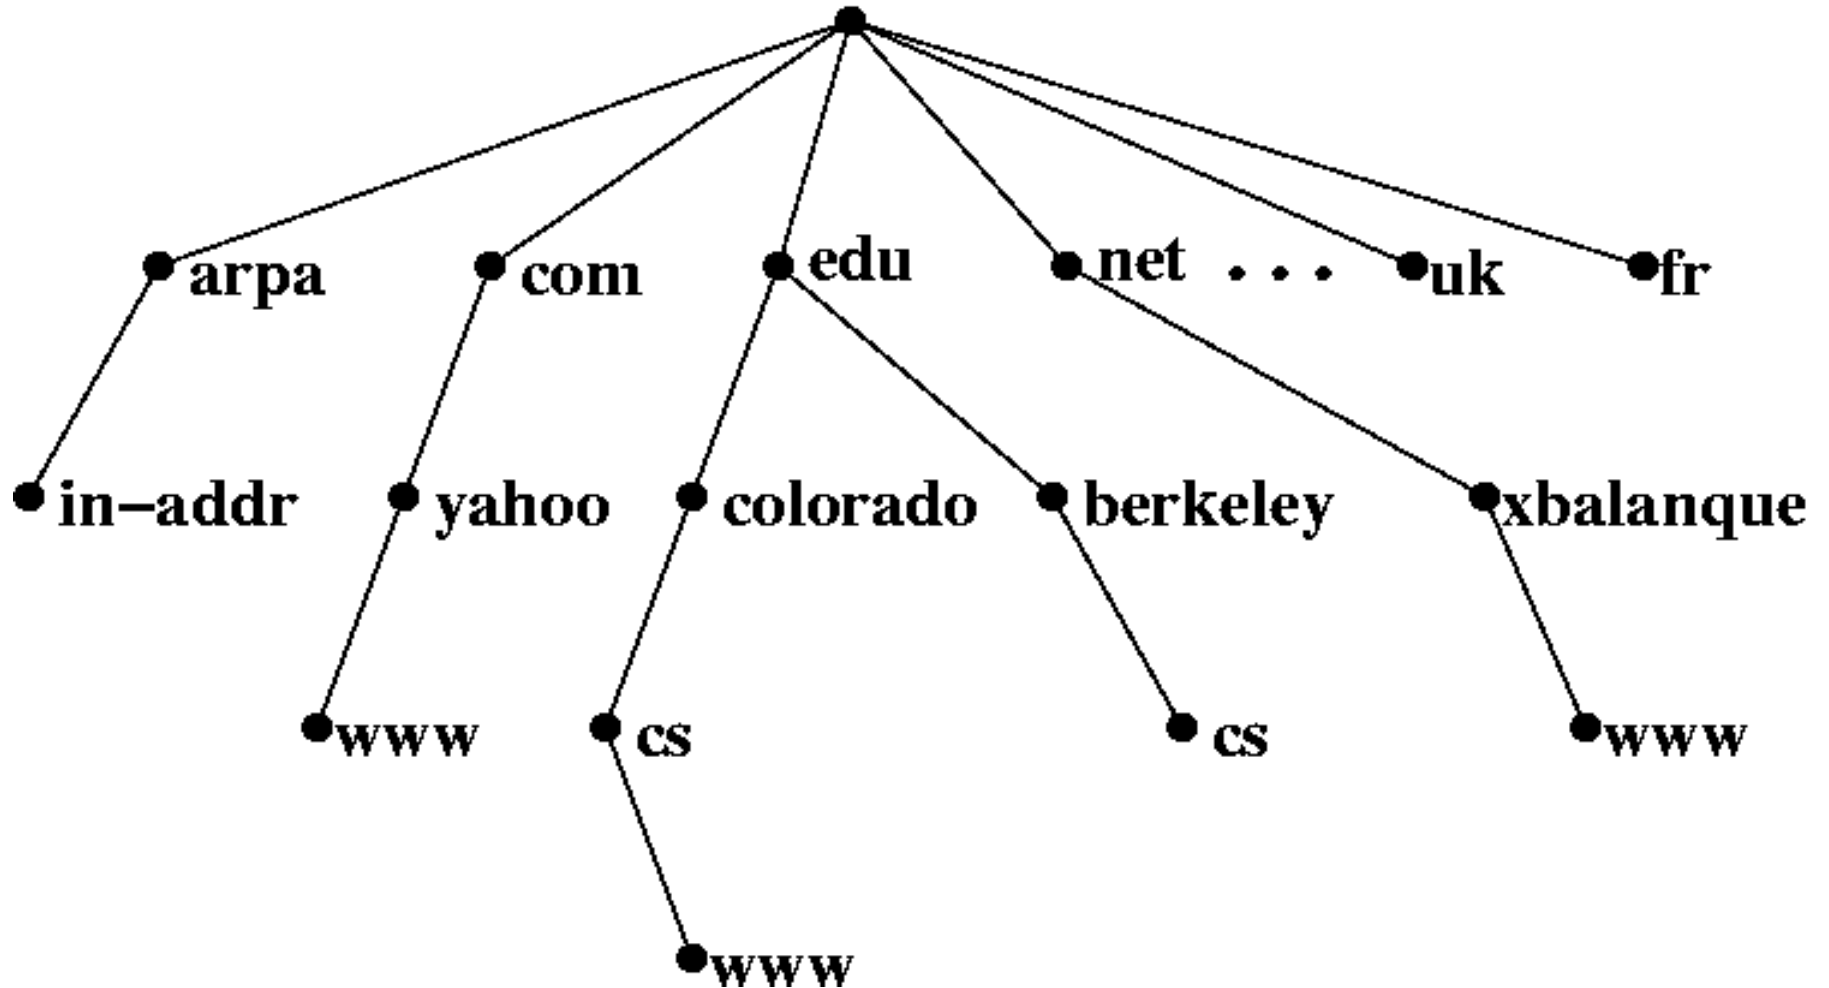 arpa com edu net . . . uk fr
in-addr yahoo colorado berkeley xbalanque
www cs cs www
www